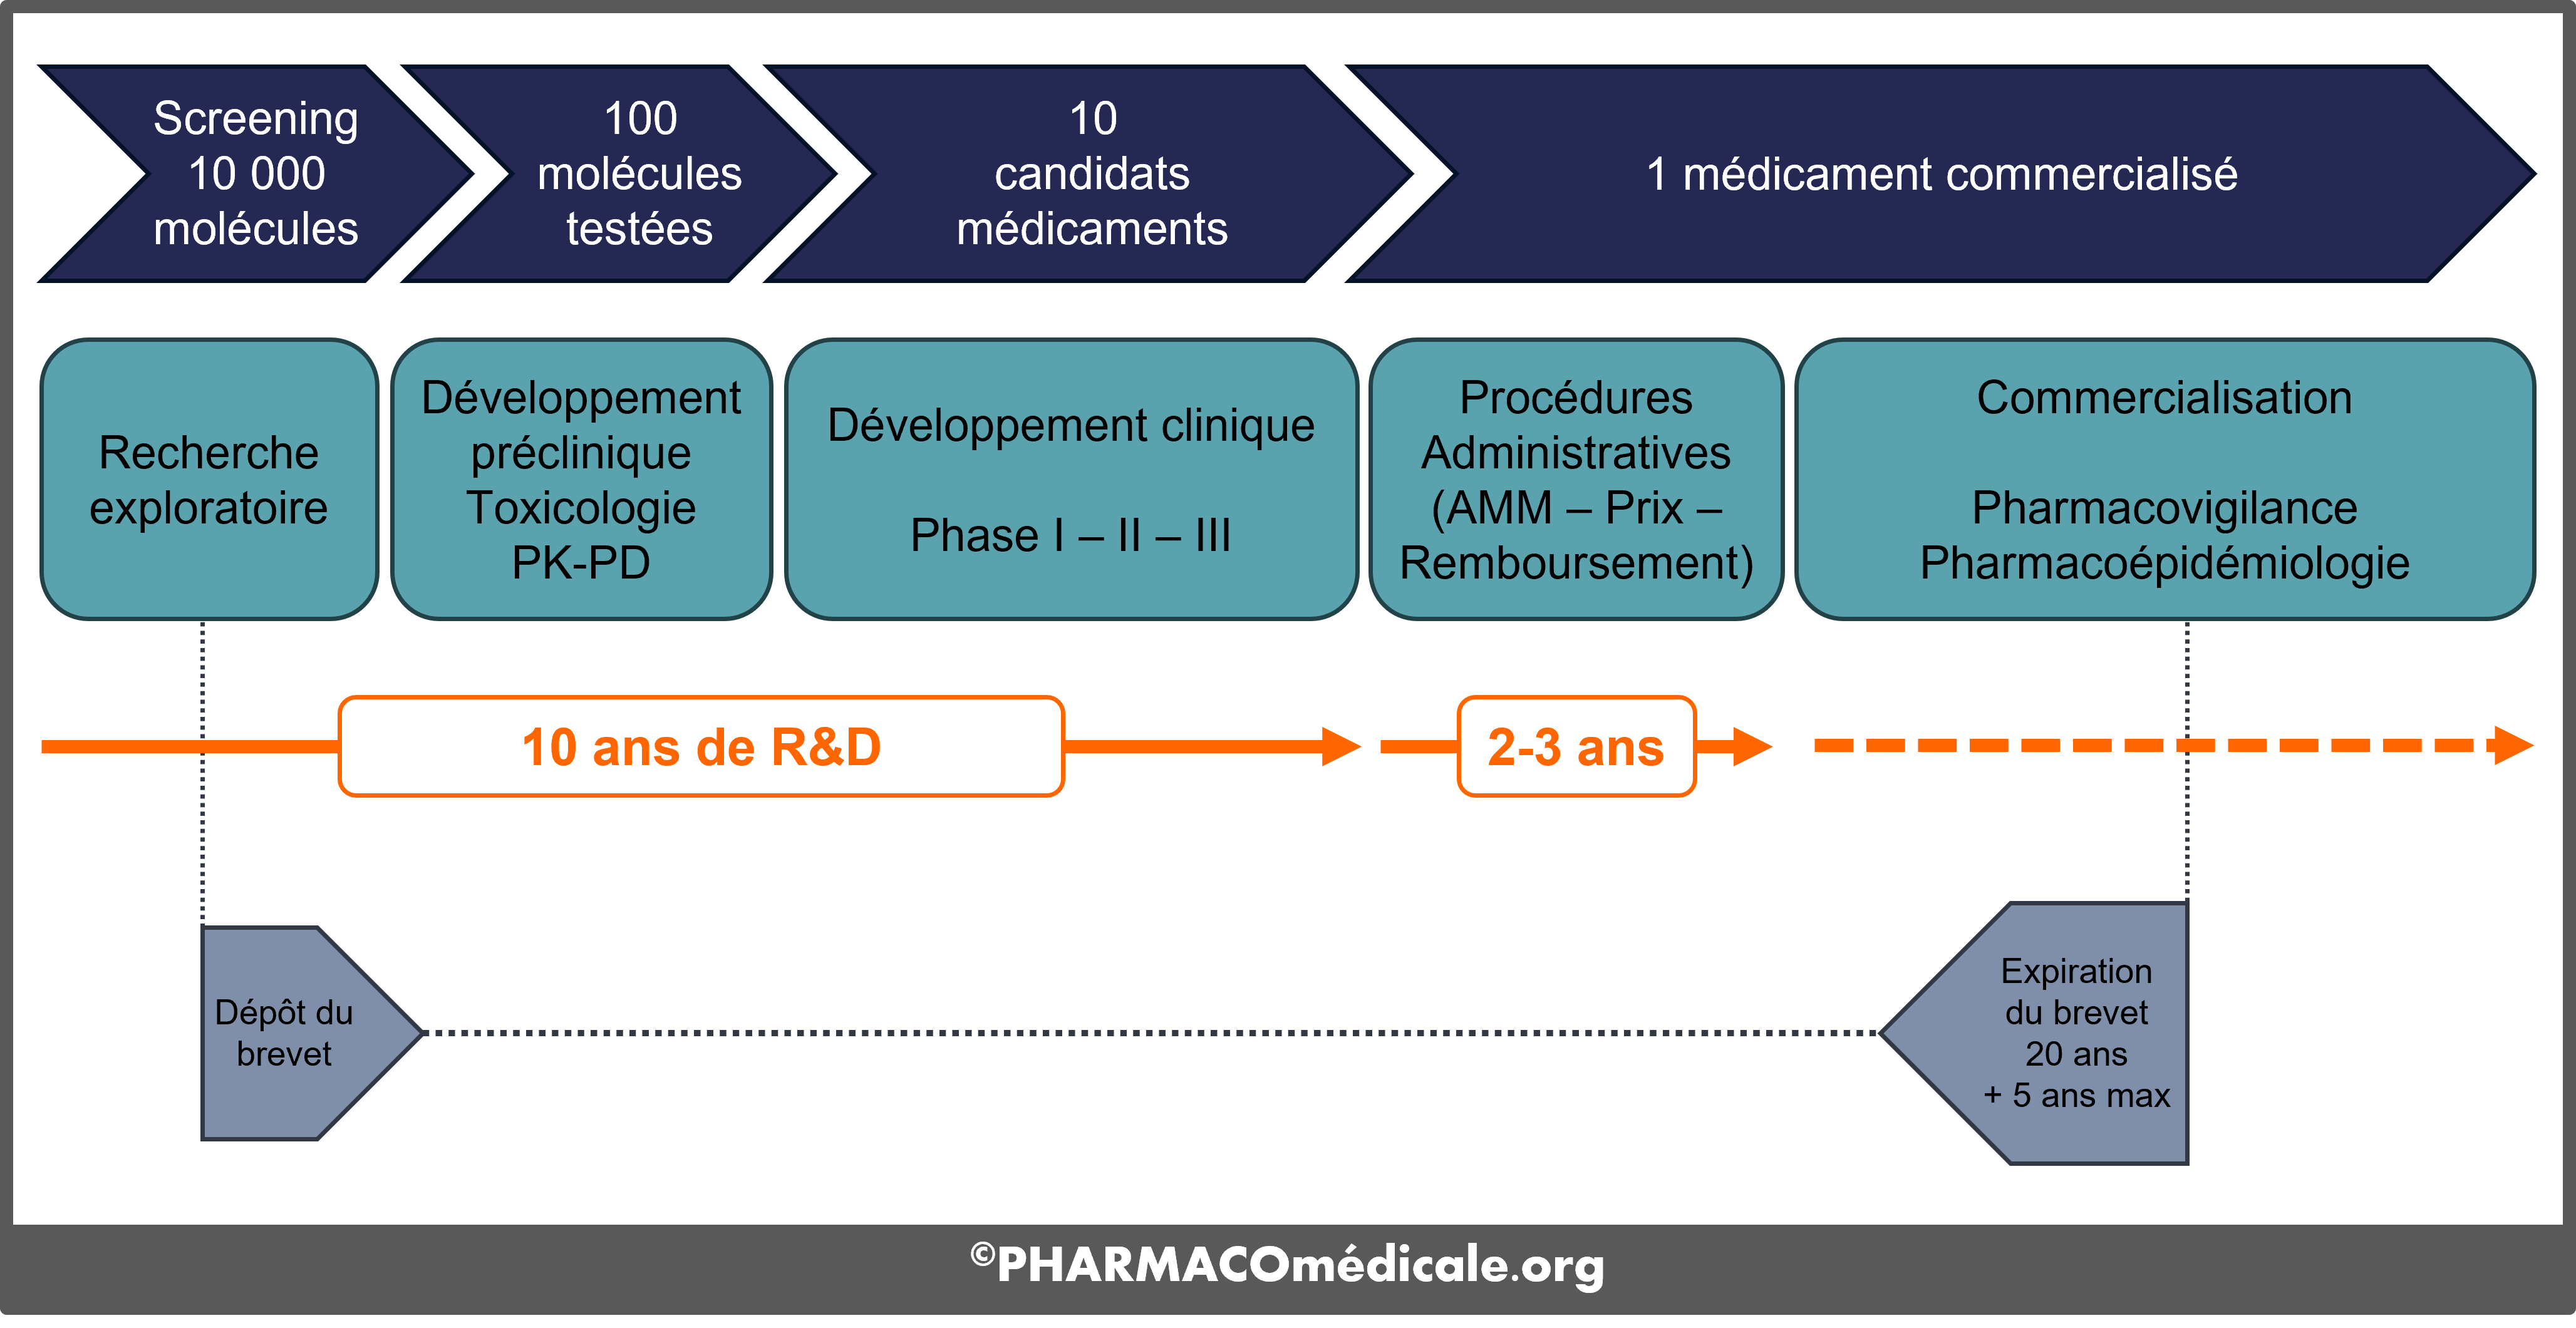 Screening
10 000
molécules
100
molécules
testées
10
candidats
médicaments
1 médicament commercialisé
Recherche
exploratoire
Développement
préclinique
Toxicologie
PK-PD
Développement clinique
Phase I – II – III
Procédures
Administratives
(AMM – Prix –
Remboursement)
Commercialisation
Pharmacovigilance
Pharmacoépidémiologie
10 ans de R&D
2-3 ans
Dépôt du
brevet
Expiration
du brevet
20 ans
+ 5 ans max
©PHARMACOmédicale.org